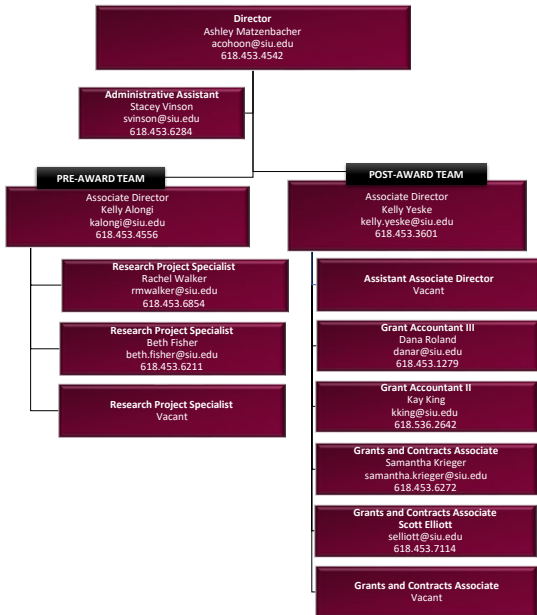 Director
Ashley Matzenbacher
acohoon@siu.edu
618.453.4542
Administrative Assistant
Stacey Vinson
svinson@siu.edu
618.453.6284
PRE-AWARD TEAM
Associate Director
Kelly Alongi
kalongi@siu.edu
618.453.4556
Research Project Specialist
Rachel Walker
rmwalker@siu.edu
618.453.6854
Research Project Specialist
Beth Fisher
beth.fisher@siu.edu
618.453.6211
Research Project Specialist
Vacant
POST-AWARD TEAM
Associate Director
Kelly Yeske
kelly.yeske@siu.edu
618.453.3601
Assistant Associate Director
Vacant
Grant Accountant III
Dana Roland
danar@siu.edu
618.453.1279
Grant Accountant II
Kay King
kking@siu.edu
618.536.2642
Grants and Contracts Associate
Samantha Krieger
samantha.krieger@siu.edu
618.453.6272
Grants and Contracts Associate
Scott Elliott
selliott@siu.edu
618.453.7114
Grants and Contracts Associate
Vacant